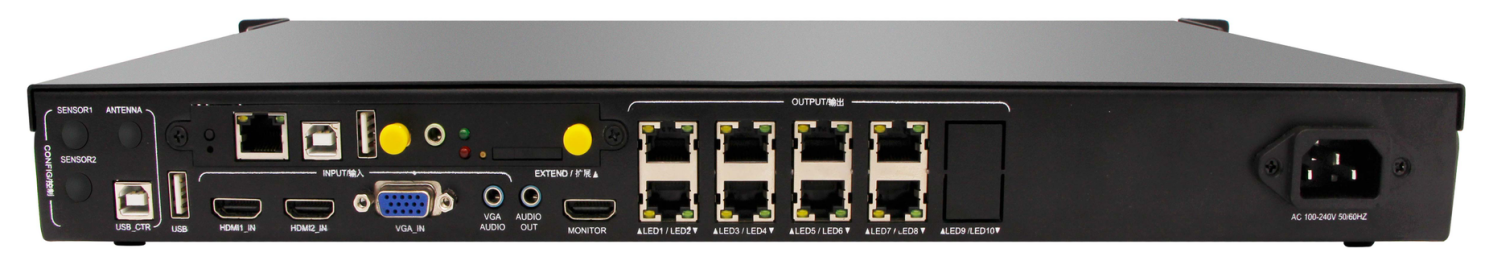 SENSOR1 ANTENNA
SENSOR2
CONFIG/控制
USB_CTR
USB
INPUT/输入
HDMI1_IN
HDMI2_IN
VGA_IN
VGA
AUDIO
AUDIO
OUT
EXTEND / 扩展▲
MONITOR
OUTPUT/输出
▲LED1 / LED2▼
▲LED3 / LED4▼
▲LED5 / LED6▼
▲LED7 / LED8▼
▲LED9 /LED10▼
AC 100-240V 50/60HZ